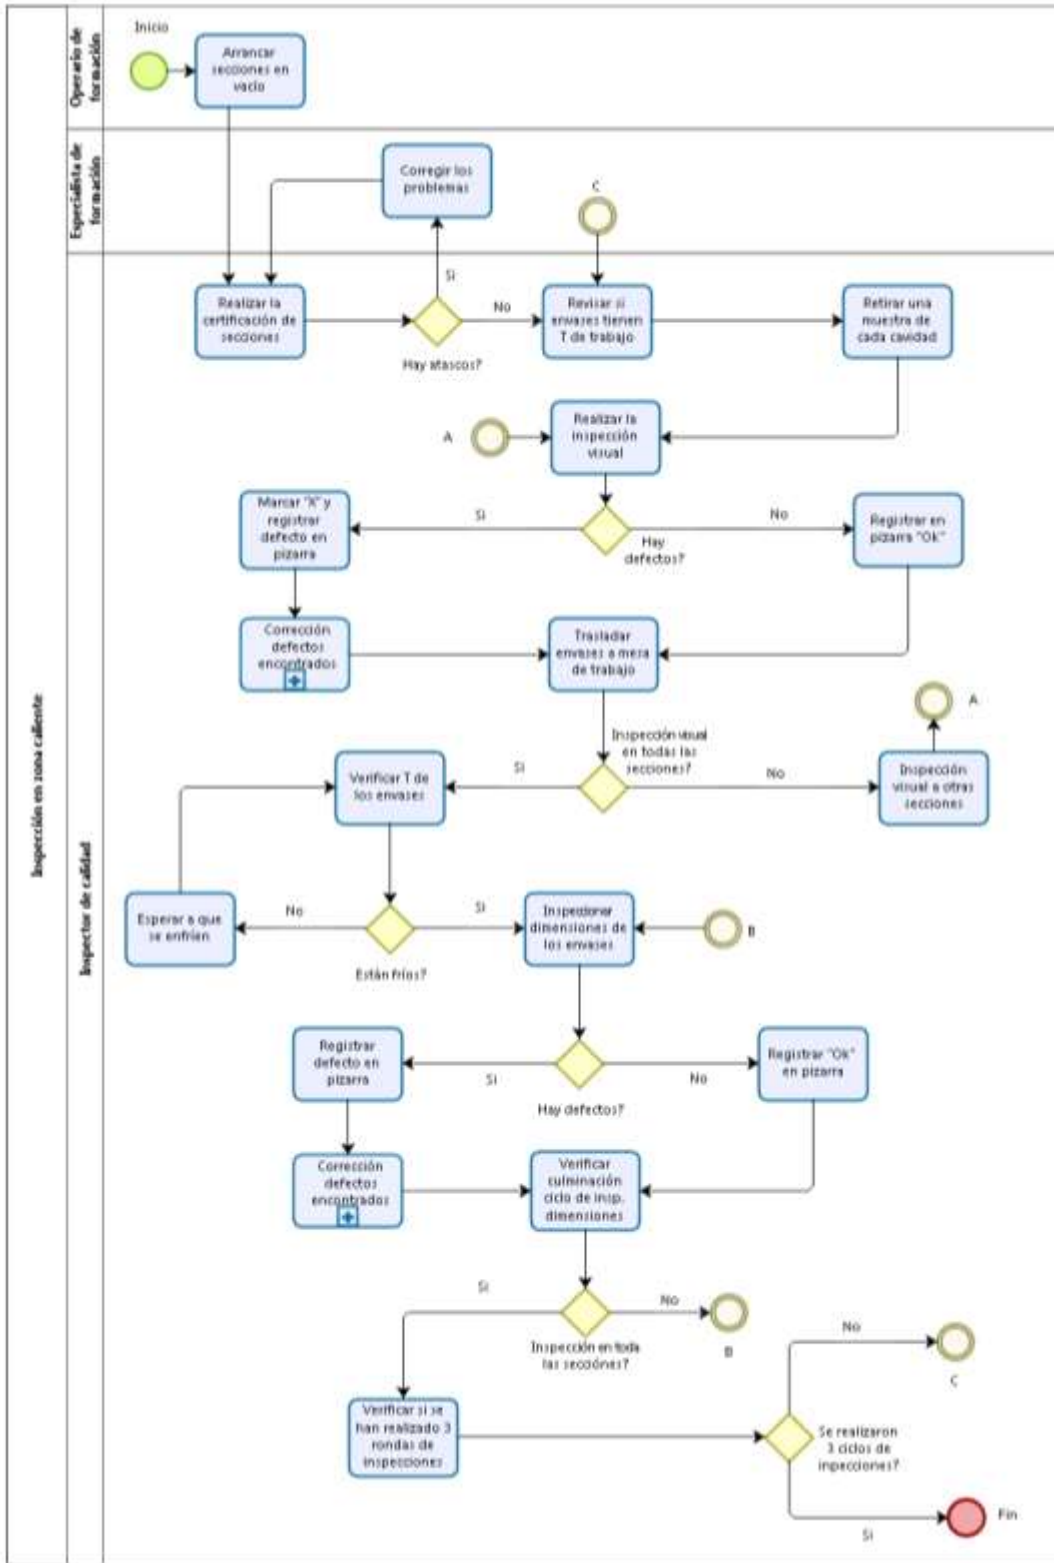 Inspección en zona caliente
Operario de
formación
Especialista de
formación
Inspector de calidad
Inicio
Arrancar
secciones en
vacío
Corregir los
problemas
C
Si
Realizar la
certificación de
secciones
No
Hay atascos?
Revisar si
envases tienen
T de trabajo
Retirar una
muestra de
cada cavidad
A
Realizar la
inspección
visual
Marcar "X" y
registrar
defecto en
pizarra
Si
Hay
defectos?
No
Registrar en
pizarra "Ok"
Corrección
defectos
encontrados
Trasladar
envases a mesa
de trabajo
A
Inspección visual
en todas las
secciones?
Si
No
Verificar T de
los envases
Inspección
visual a otras
secciones
Esperar a que
se enfríen
No
Están fríos?
Si
Inspeccionar
dimensiones de
los envases
B
Registrar
defecto en
pizarra
Si
Hay defectos?
No
Registrar "Ok"
en pizarra
Corrección
defectos
encontrados
Verificar
culminación
ciclo de insp.
dimensiones
Si
No
B
Inspección en toda
las secciónes?
No
C
Verificar si se
han realizado 3
rondas de
inspecciones
Se realizaron
3 ciclos de
inpecciones?
Si
Fin